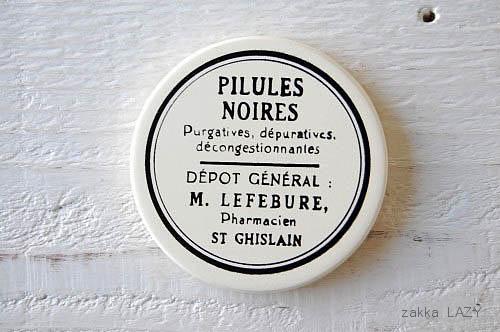 PILULES
NOIRES
Purgatives, dépuratives,
décongestionnantes
DÉPOT GÉNÉRAL :
M. LEFEBURE,
Pharmacien
ST GHISLAIN
zakka LAZY